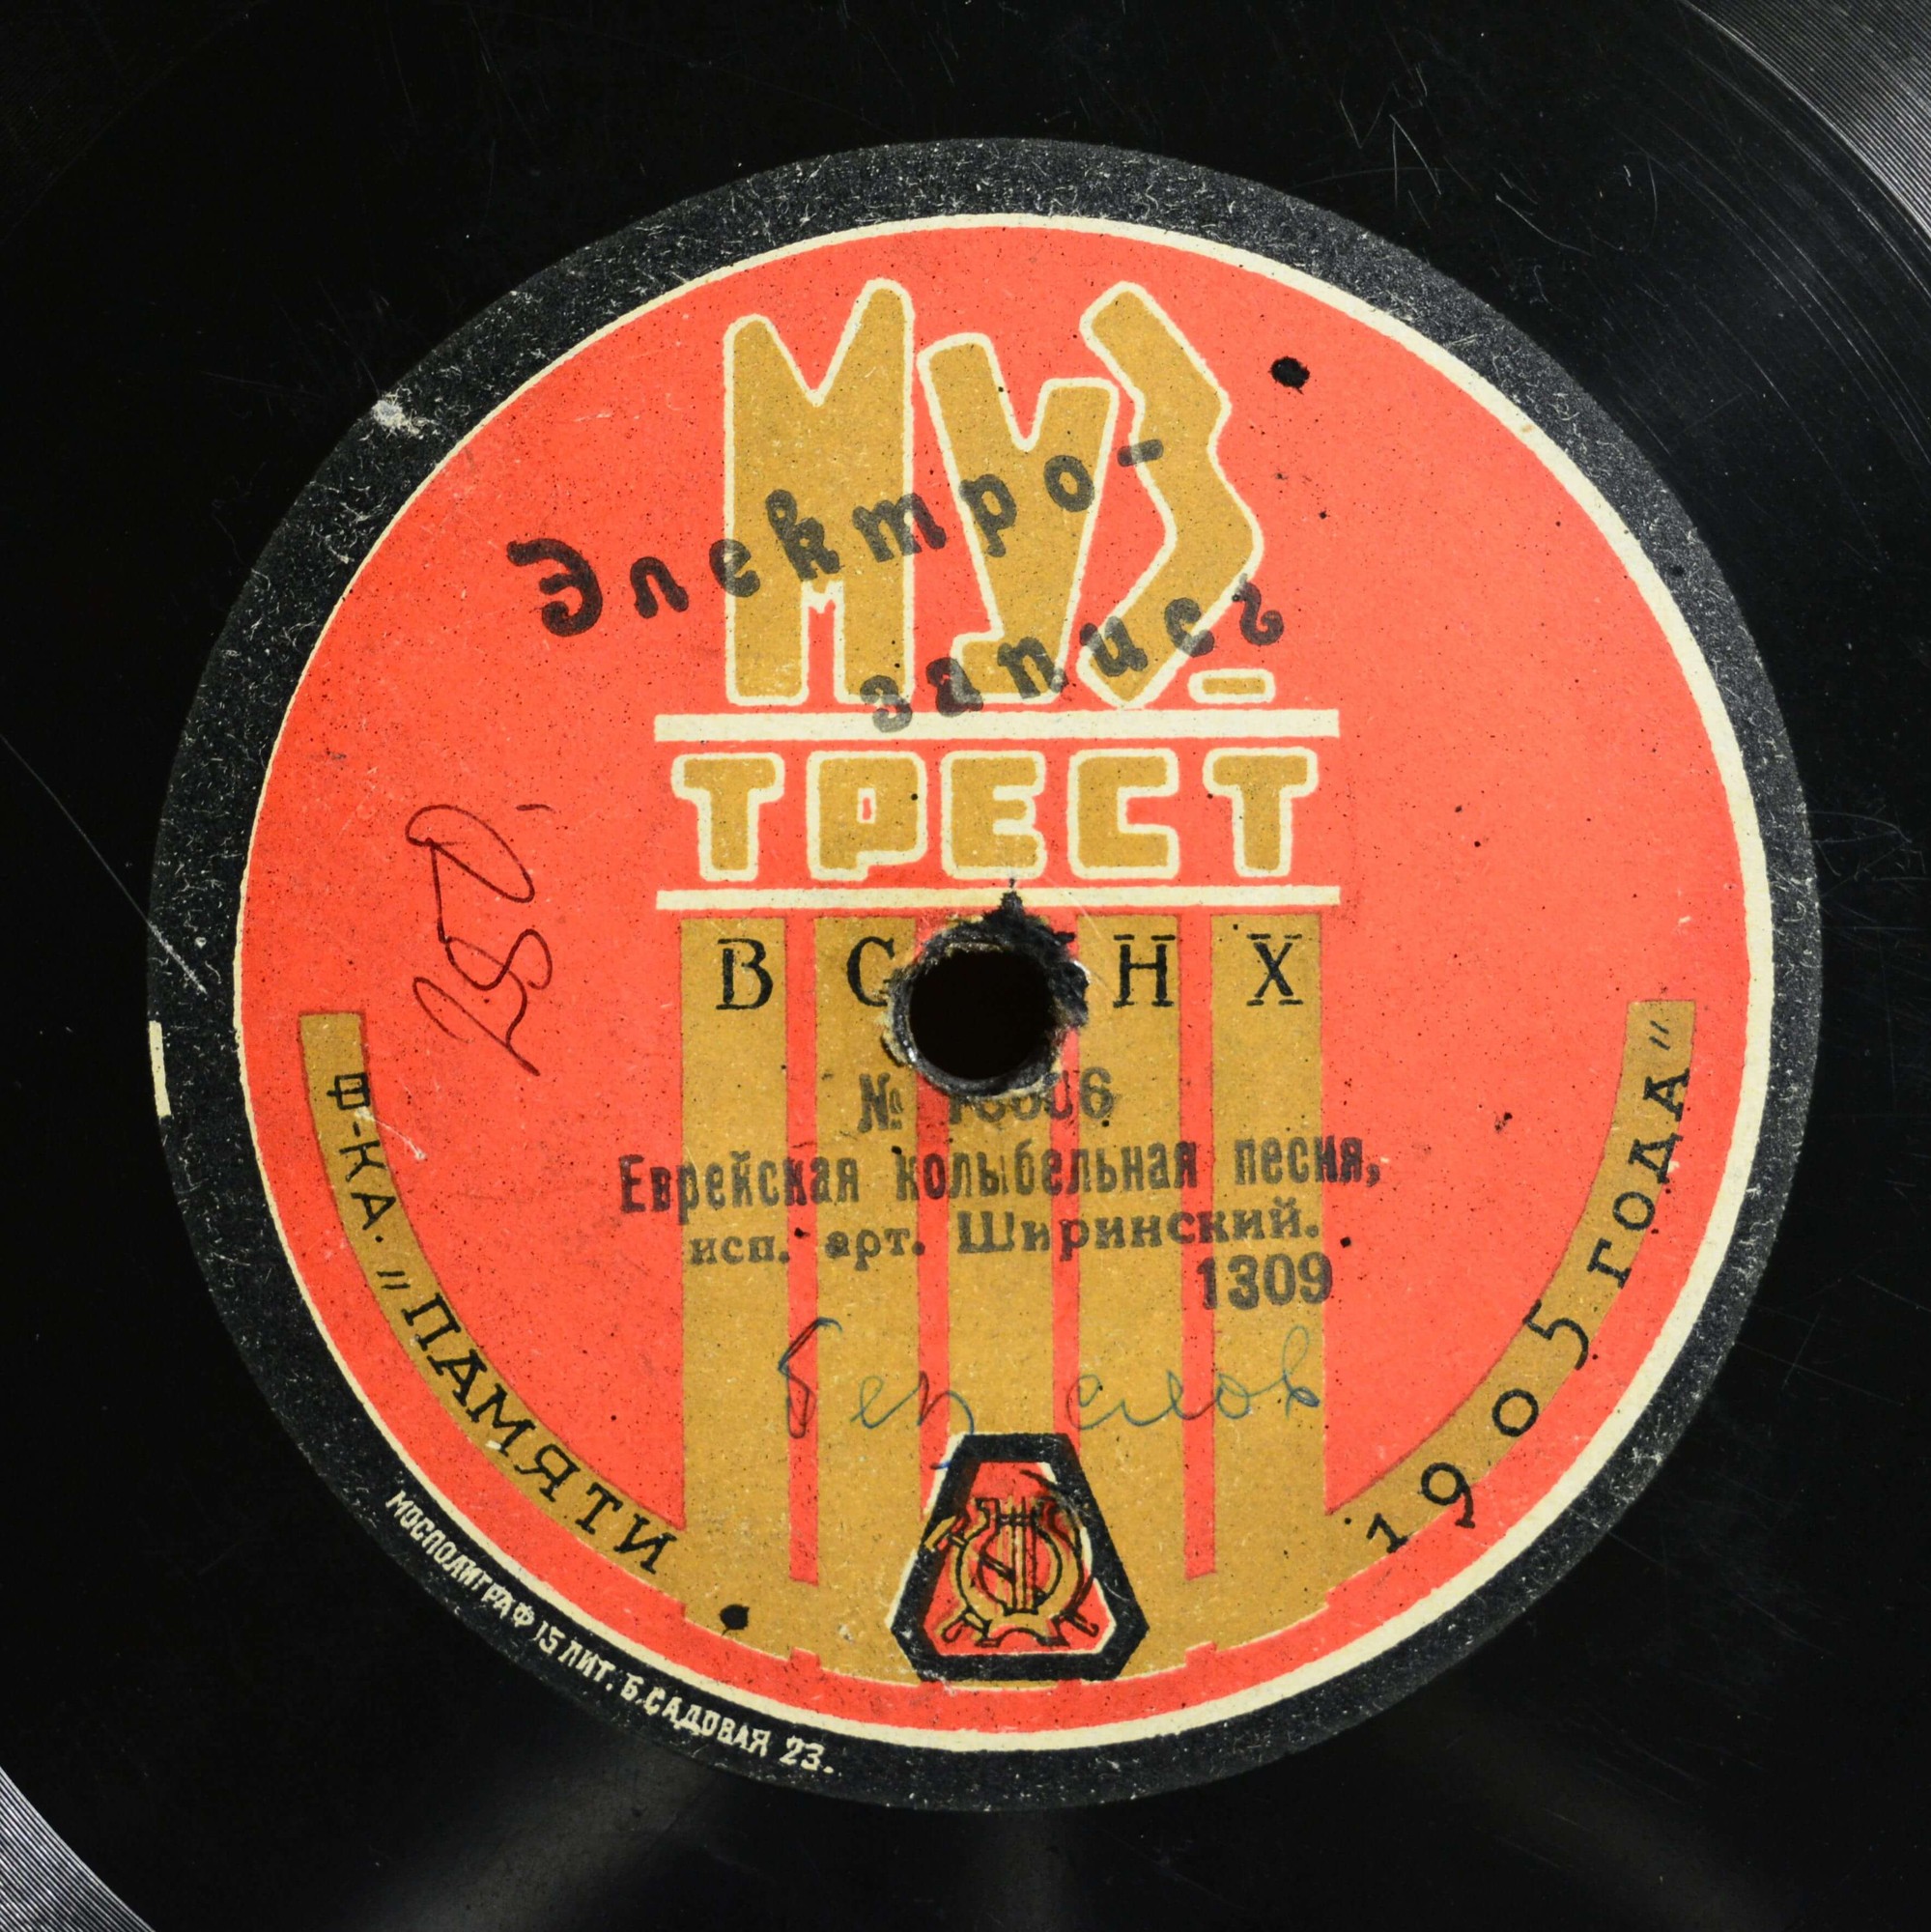 МУЗ-
Электро-
запись
ТРЕСТ
В С Н Х
№
Еврейская колыбельная песня,
исп. арт. Ширинский.
1309
без слов
Ф-КА. "ПАМЯТИ 1905 ГОДА"
МОСПОЛИГРАФ 15 ЛИТ. Б. САДОВАЯ 23.